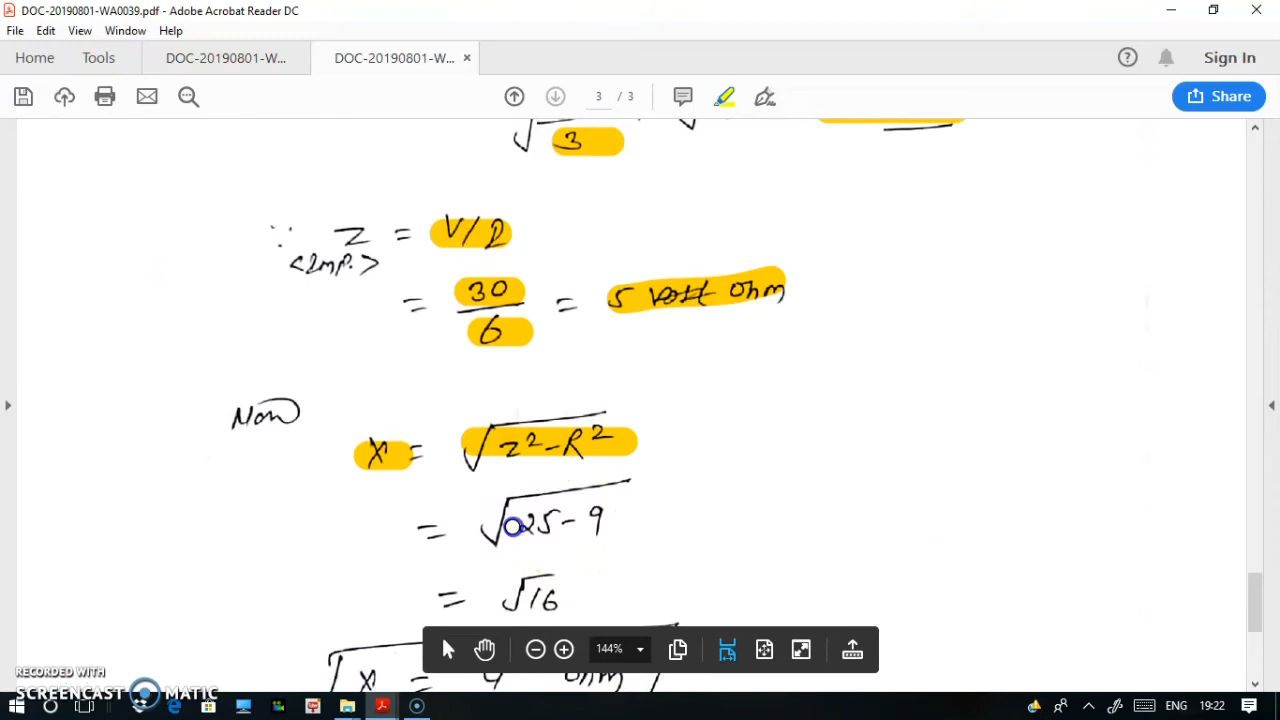 DOC-20190801-WA0039.pdf - Adobe Acrobat Reader DC
File Edit View Window Help
Home Tools DOC-20190801-W... DOC-20190801-W... ×
Sign In
3 / 3
Share
√ 3 √
∵ Z = V/I
<Imp.>
= 30/6 = 5 ohm
Now
X = √Z²-R²
= √25-9
= √16
X = 4 ohm
144%
RECORDED WITH
SCREENCAST MATIC
ENG 19:22